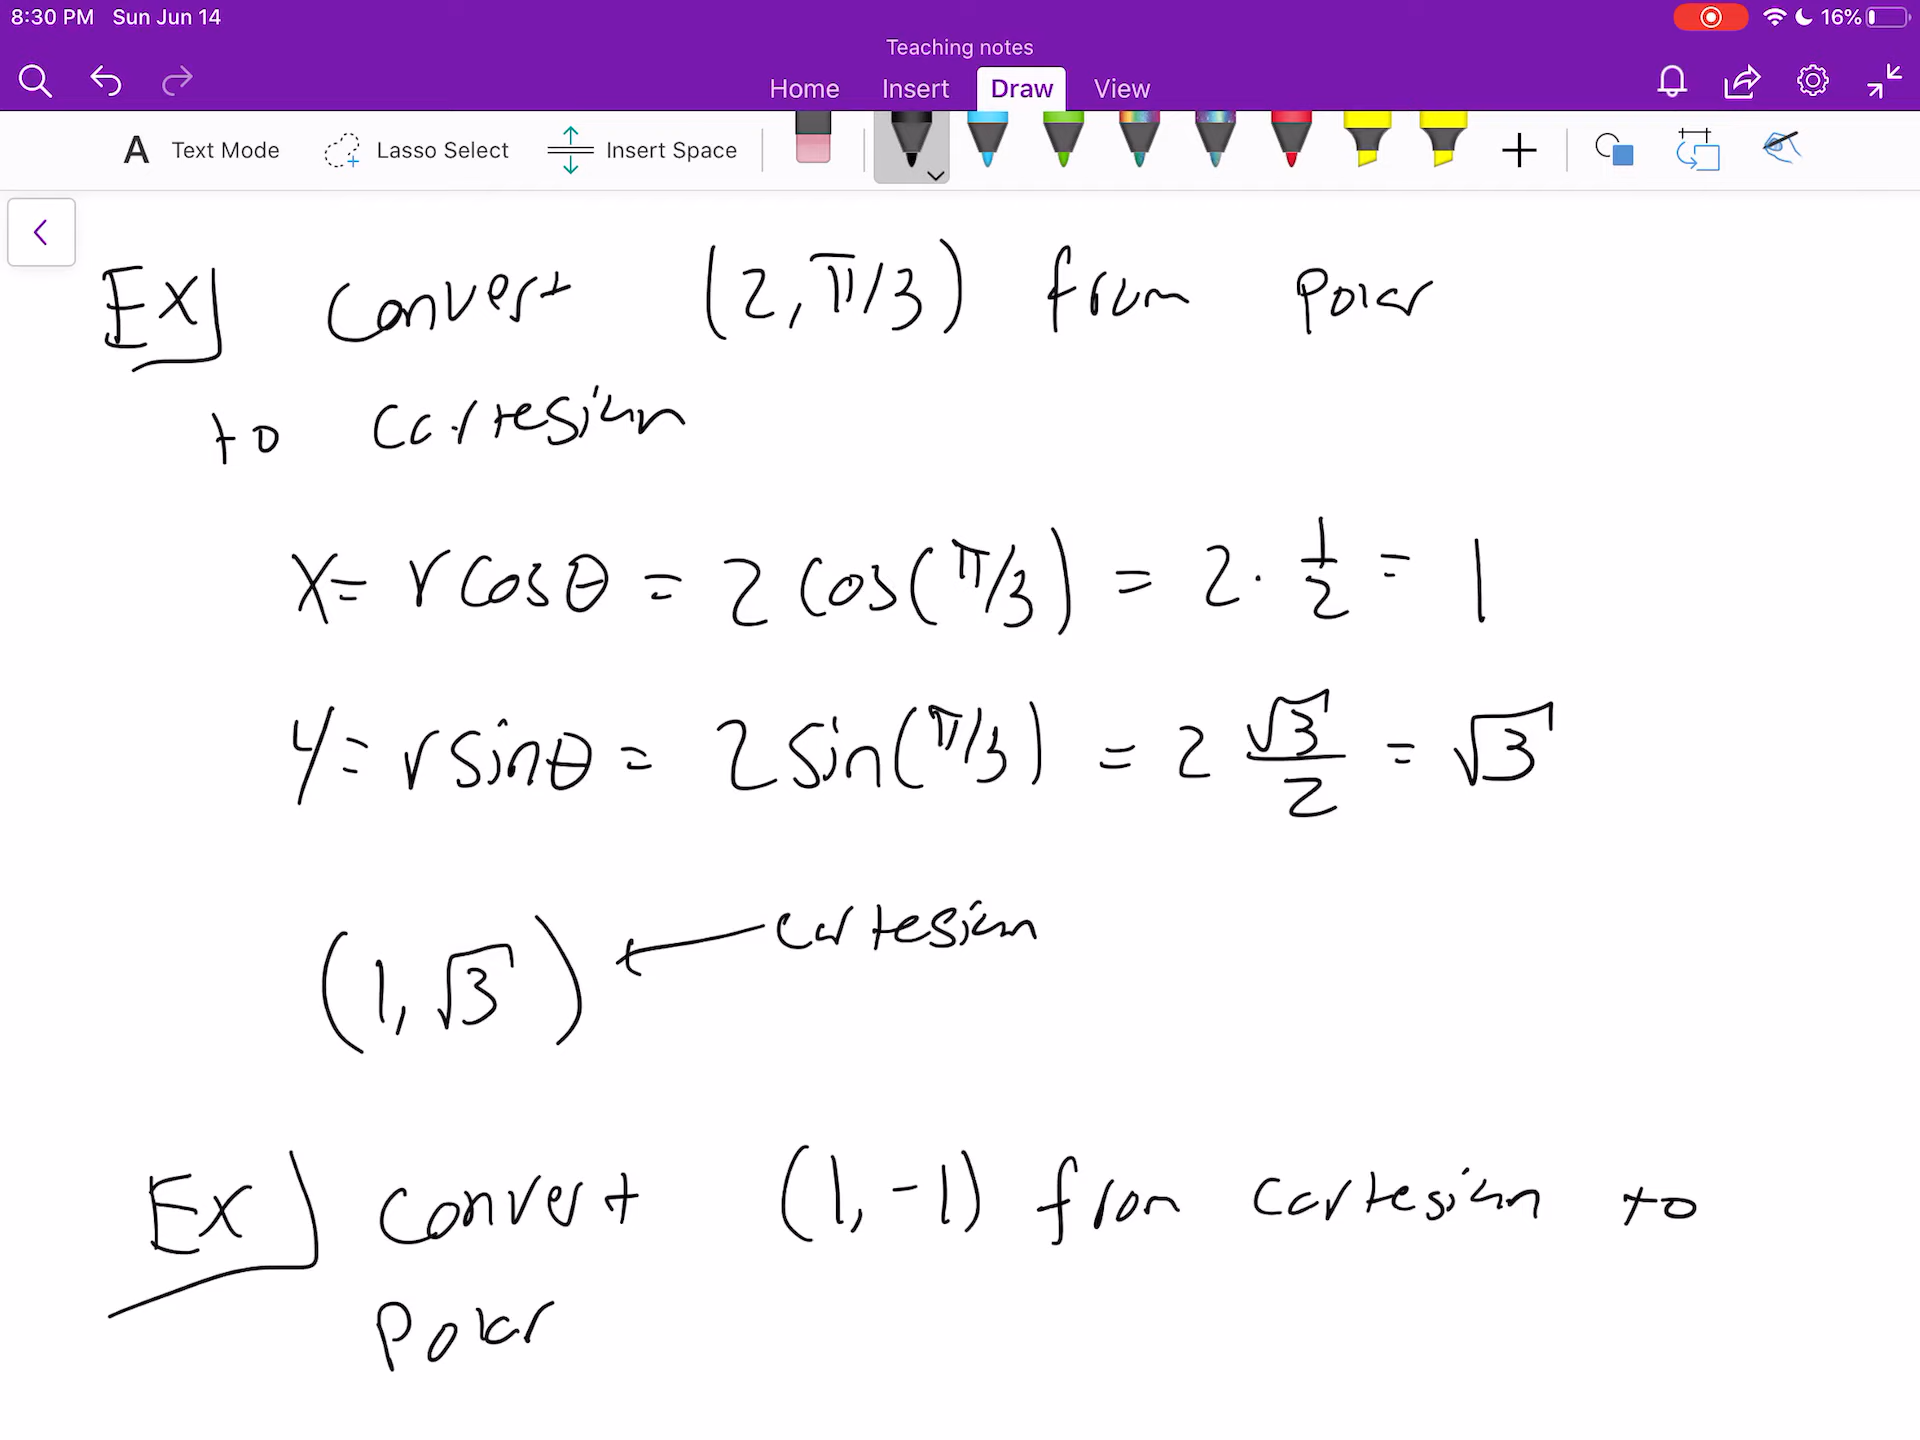 8:30 PM Sun Jun 14 16%
Teaching notes
Home Insert Draw View
A Text Mode Lasso Select Insert Space
Ex] Convert (2, π/3) from polar
to cartesian
x = r cosθ = 2 cos(π/3) = 2 · 1/2 = 1
y = r sinθ = 2 sin(π/3) = 2 √3/2 = √3
(1, √3) ← cartesian
Ex] Convert (1, -1) from cartesian to
polar